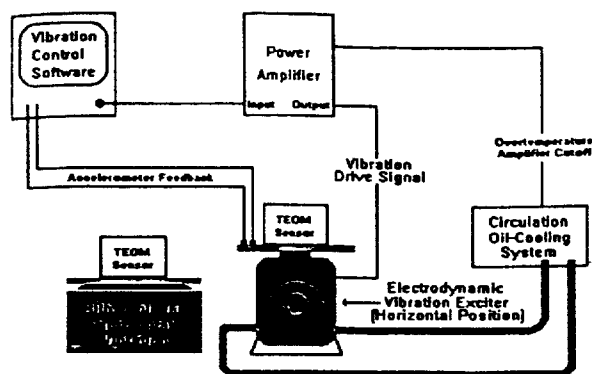 Vibration
Control
Software
Power
Amplifier
Input Output
Accelerometer Feedback
Vibration
Drive Signal
Overtemperature
Amplifier Cutoff
TEOM
Sensor
TEOM
Sensor
Circulation
Oil-Cooling
System
Electrodynamic
Vibration Exciter
(Horizontal Position)